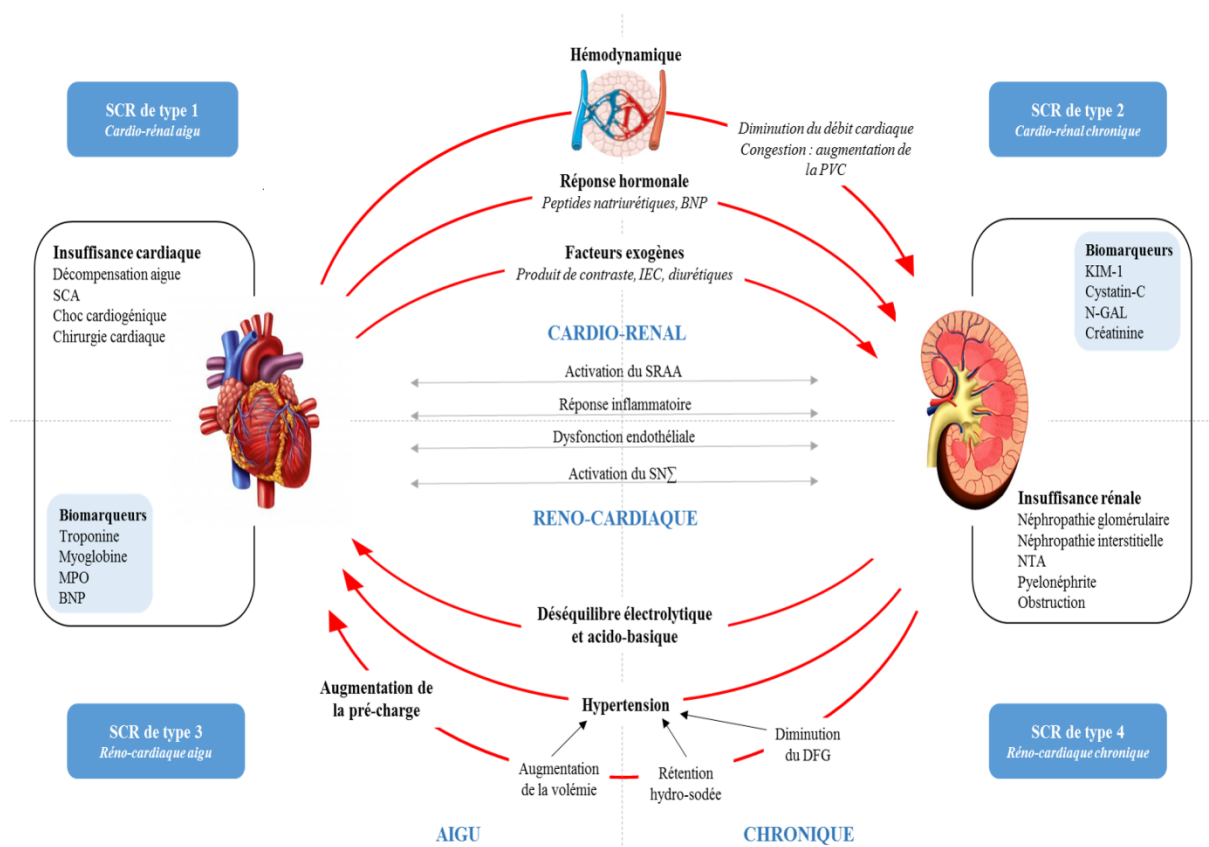 Hémodynamique
SCR de type 1
Cardio-rénal aigu
SCR de type 2
Cardio-rénal chronique
Diminution du débit cardiaque
Congestion : augmentation de
la PVC
Réponse hormonale
Peptides natriurétiques, BNP
Facteurs exogènes
Produit de contraste, IEC, diurétiques
Insuffisance cardiaque
Décompensation aigue
SCA
Choc cardiogénique
Chirurgie cardiaque
Biomarqueurs
KIM-1
Cystatin-C
N-GAL
Créatinine
CARDIO-RENAL
Activation du SRAA
Réponse inflammatoire
Dysfonction endothéliale
Activation du SN∑
RENO-CARDIAQUE
Biomarqueurs
Troponine
Myoglobine
MPO
BNP
Insuffisance rénale
Néphropathie glomérulaire
Néphropathie interstitielle
NTA
Pyelonéphrite
Obstruction
Déséquilibre électrolytique
et acido-basique
Augmentation de
la pré-charge
Hypertension
Diminution
du DFG
Augmentation
de la volémie
Rétention
hydro-sodée
SCR de type 3
Réno-cardiaque aigu
SCR de type 4
Réno-cardiaque chronique
AIGU
CHRONIQUE